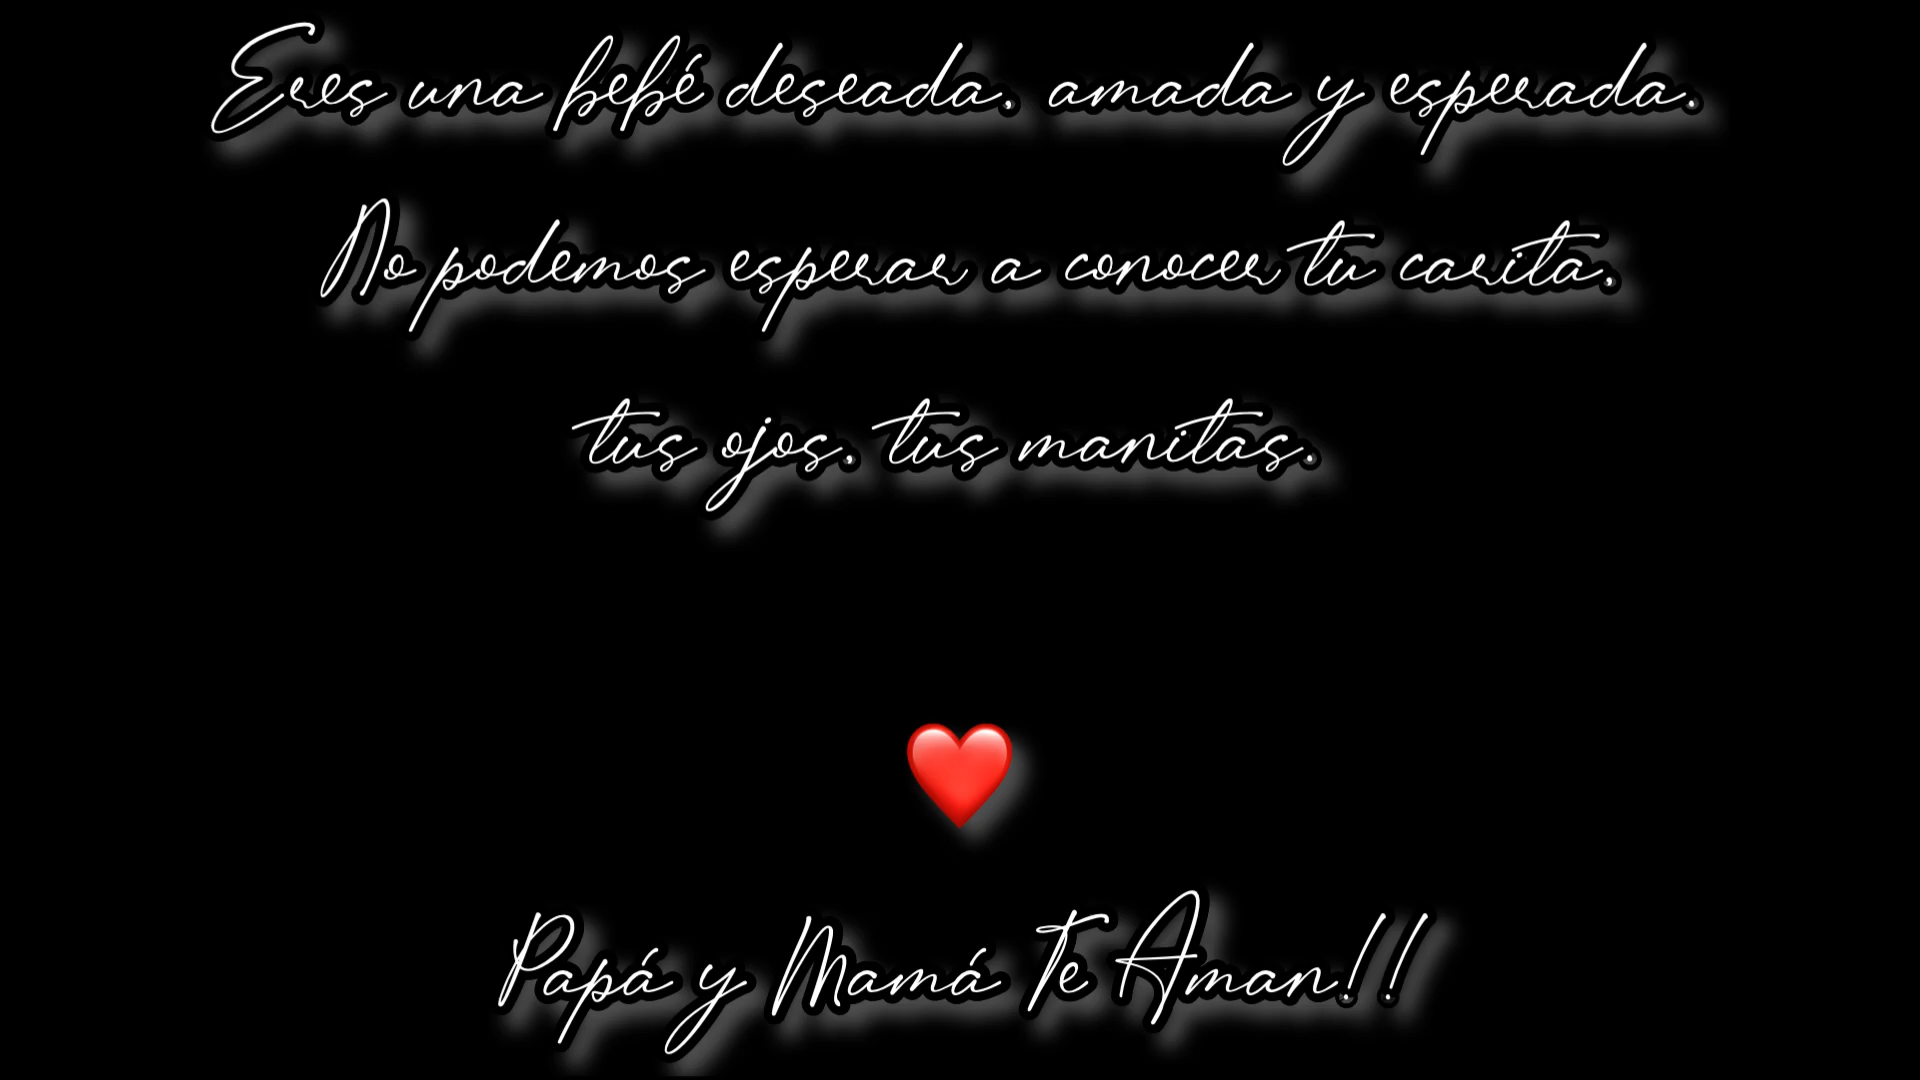 Eres una bebé deseada, amada y esperada.
No podemos esperar a conocer tu carita,
tus ojos, tus manitas.
❤️
Papá y Mamá Te Aman!!